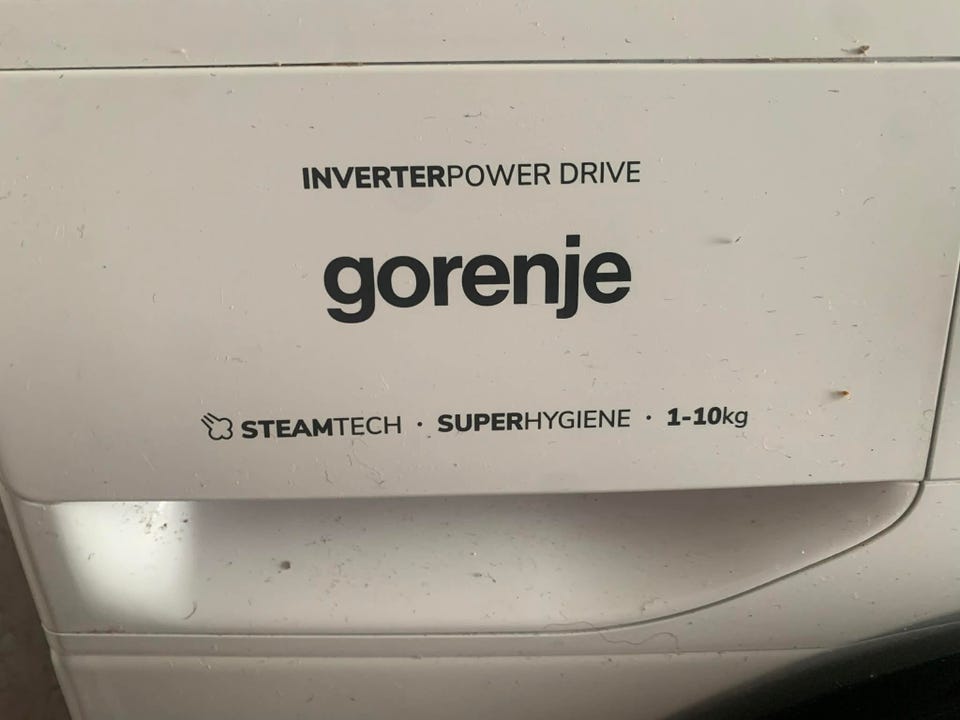 INVERTERPOWER DRIVE
gorenje
STEAMTECH · SUPERHYGIENE · 1-10kg